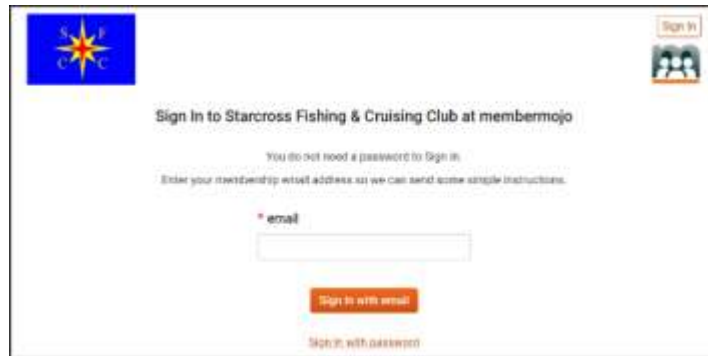 S F
C C
Sign In
Sign In to Starcross Fishing & Cruising Club at membermojo
You do not need a password to Sign In.
Enter your membership email address so we can send some simple instructions.
* email
Sign In with email
Sign in with password